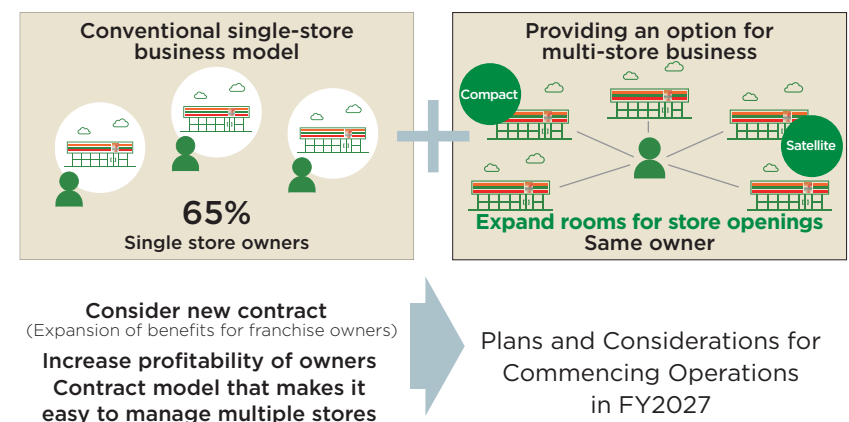 Conventional single-store
business model
65%
Single store owners
Providing an option for
multi-store business
Compact
Satellite
Expand rooms for store openings
Same owner
Consider new contract
(Expansion of benefits for franchise owners)
Increase profitability of owners
Contract model that makes it
easy to manage multiple stores
Plans and Considerations for
Commencing Operations
in FY2027